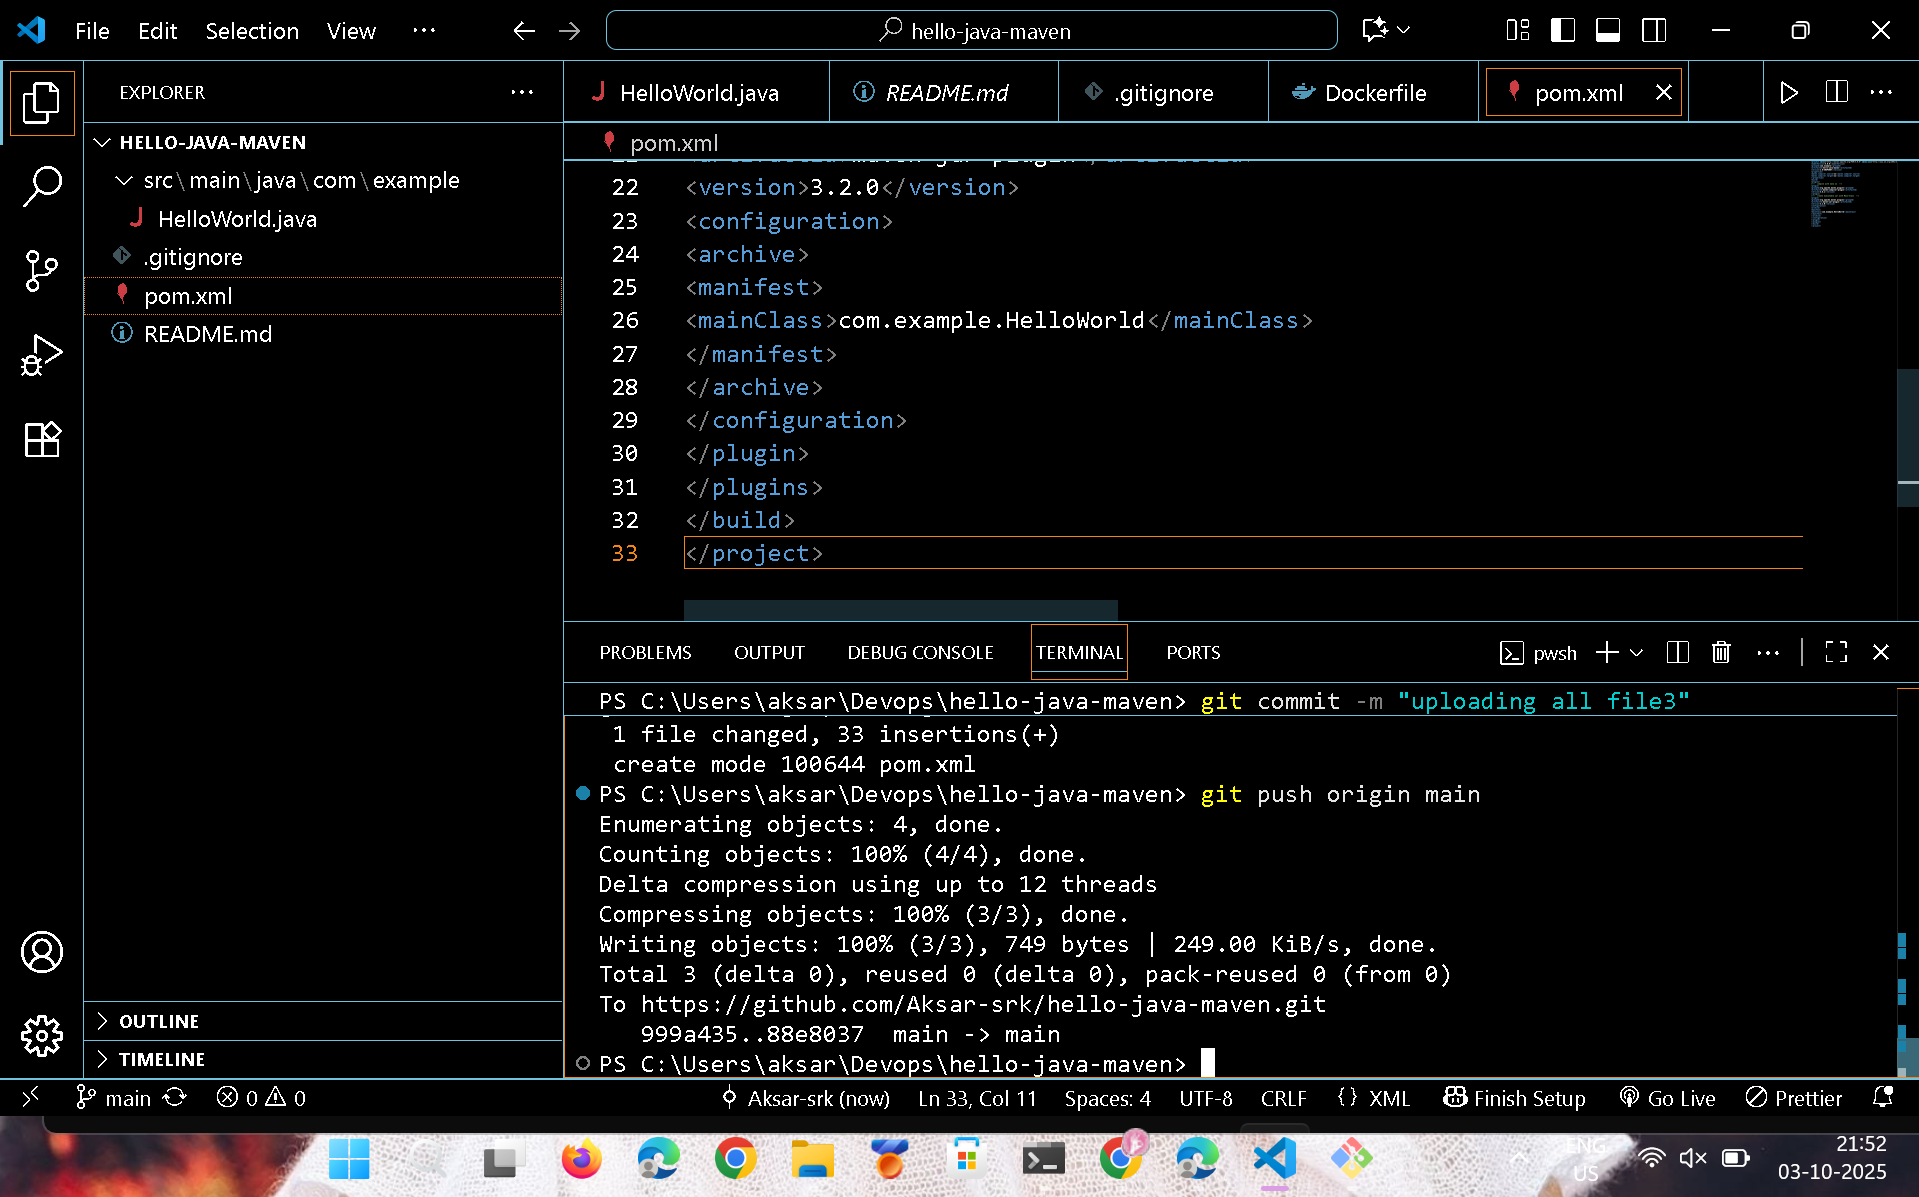 File Edit Selection View ··· hello-java-maven
EXPLORER ···
HELLO-JAVA-MAVEN
src\main\java\com\example
HelloWorld.java
.gitignore
pom.xml
README.md
OUTLINE
TIMELINE
HelloWorld.java README.md .gitignore Dockerfile pom.xml
pom.xml
22 <version>3.2.0</version>
23 <configuration>
24 <archive>
25 <manifest>
26 <mainClass>com.example.HelloWorld</mainClass>
27 </manifest>
28 </archive>
29 </configuration>
30 </plugin>
31 </plugins>
32 </build>
33 </project>
PROBLEMS OUTPUT DEBUG CONSOLE TERMINAL PORTS pwsh
PS C:\Users\aksar\Devops\hello-java-maven> git commit -m "uploading all file3"
1 file changed, 33 insertions(+)
create mode 100644 pom.xml
PS C:\Users\aksar\Devops\hello-java-maven> git push origin main
Enumerating objects: 4, done.
Counting objects: 100% (4/4), done.
Delta compression using up to 12 threads
Compressing objects: 100% (3/3), done.
Writing objects: 100% (3/3), 749 bytes | 249.00 KiB/s, done.
Total 3 (delta 0), reused 0 (delta 0), pack-reused 0 (from 0)
To https://github.com/Aksar-srk/hello-java-maven.git
999a435..88e8037 main -> main
PS C:\Users\aksar\Devops\hello-java-maven>
main 0 0 Aksar-srk (now) Ln 33, Col 11 Spaces: 4 UTF-8 CRLF {} XML Finish Setup Go Live Prettier
ENG
US
21:52
03-10-2025